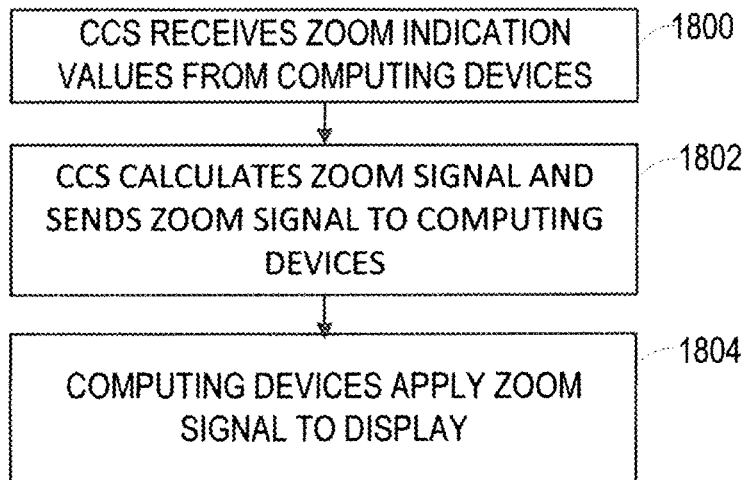 CCS RECEIVES ZOOM INDICATION
VALUES FROM COMPUTING DEVICES
1800
CCS CALCULATES ZOOM SIGNAL AND
SENDS ZOOM SIGNAL TO COMPUTING
DEVICES
1802
COMPUTING DEVICES APPLY ZOOM
SIGNAL TO DISPLAY
1804